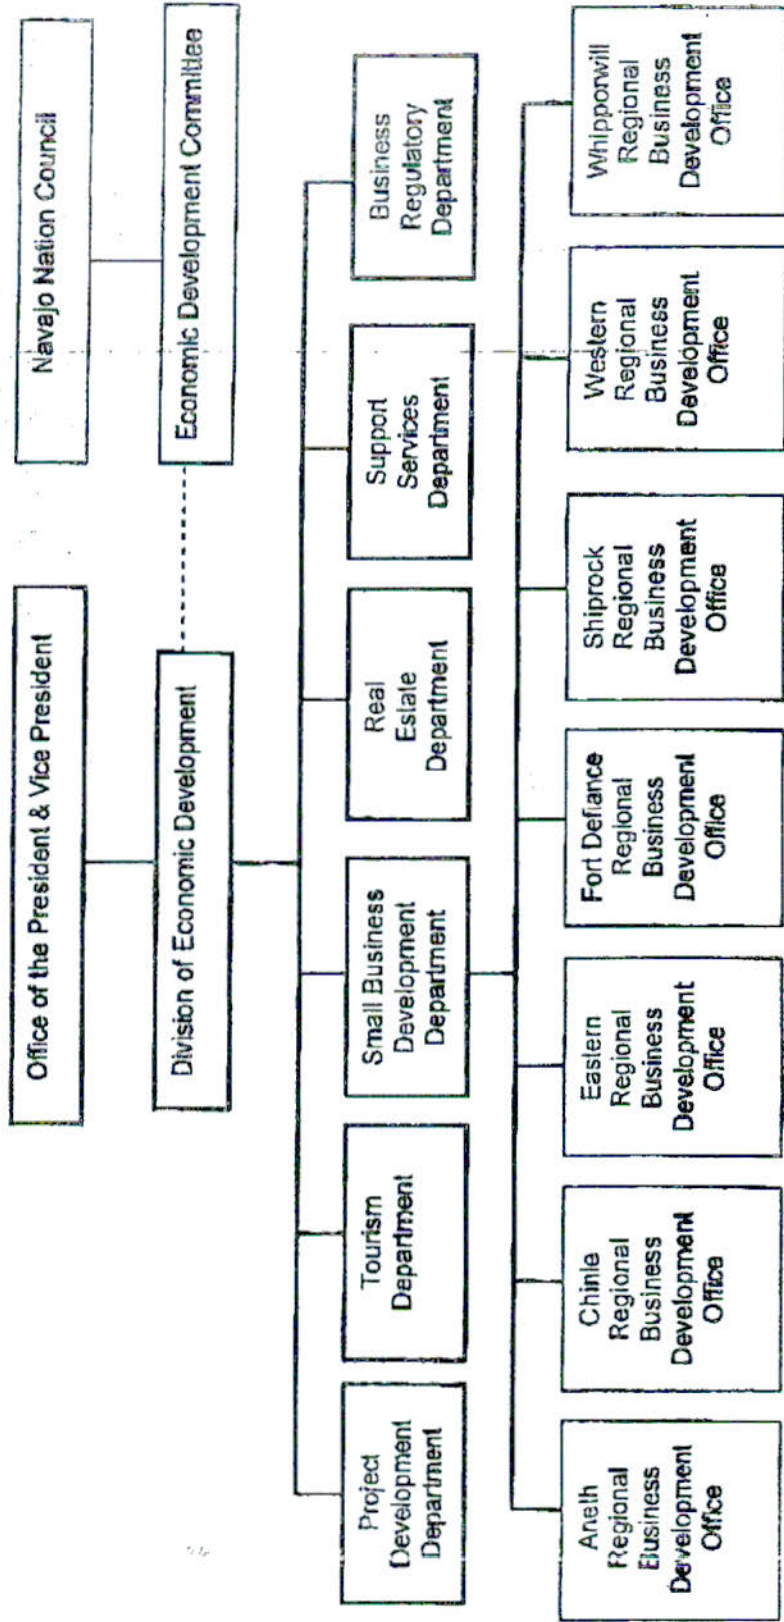 Office of the President & Vice President
Navajo Nation Council
Division of Economic Development
Economic Development Committee
Project
Development
Department
Tourism
Department
Small Business
Development
Department
Real
Estate
Department
Support
Services
Department
Business
Regulatory
Department
Aneth
Regional
Business
Development
Office
Chinle
Regional
Business
Development
Office
Eastern
Regional
Business
Development
Office
Fort Defiance
Regional
Business
Development
Office
Shiprock
Regional
Business
Development
Office
Western
Regional
Business
Development
Office
Whipporwill
Regional
Business
Development
Office